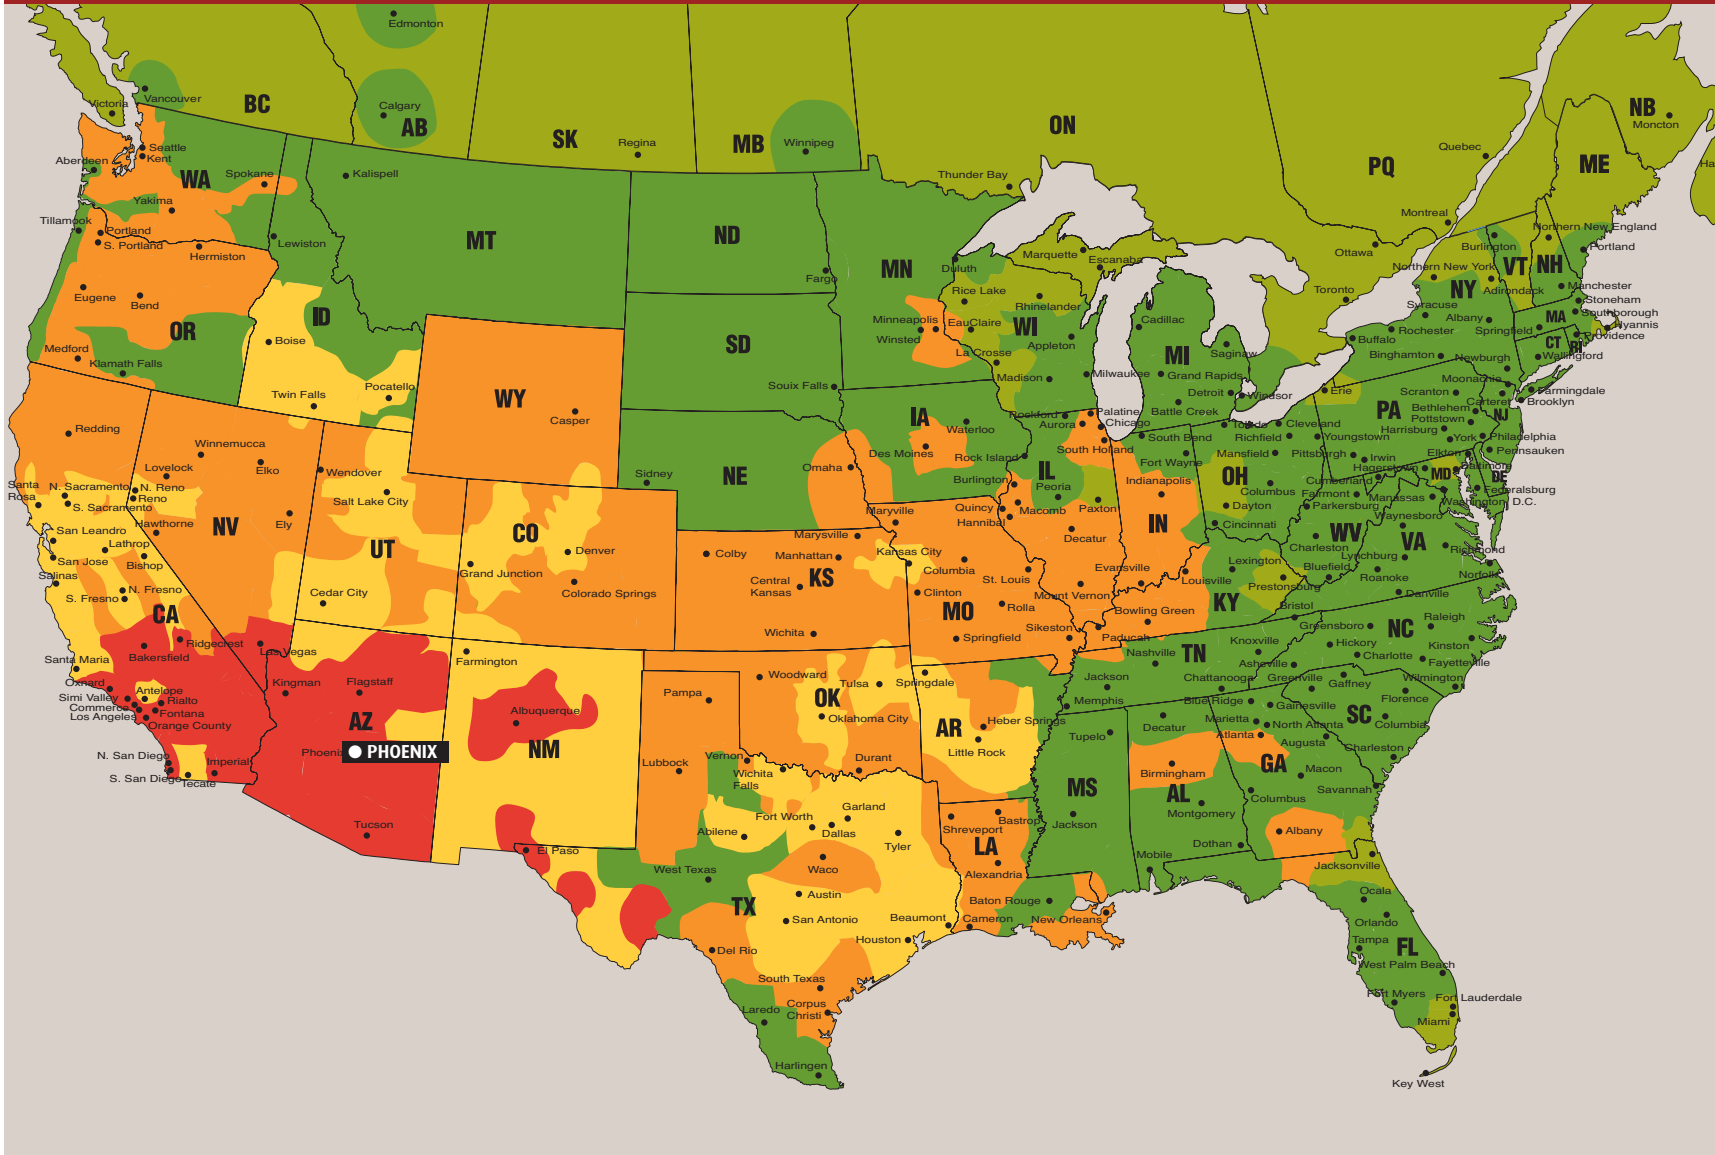 Edmonton
Vancouver
Victoria
BC
Calgary
AB
SK
Regina
MB
Winnipeg
ON
Thunder Bay
PQ
Quebec
Montreal
Ottawa
Toronto
NB
Moncton
Ha
ME
Seattle
Kent
Aberdeen
WA
Spokane
Yakima
Tillamook
Portland
S. Portland
Hermiston
Lewiston
Kalispell
MT
Eugene
Bend
OR
Medford
Klamath Falls
ID
Boise
Twin Falls
Pocatello
WY
Casper
ND
Fargo
SD
Souix Falls
NE
Sidney
Omaha
MN
Duluth
Minneapolis
Winsted
Marquette
Escanaba
Rice Lake
Rhinelander
EauClaire
WI
La Crosse
Appleton
Madison
Milwaukee
Cadillac
MI
Saginaw
Grand Rapids
Detroit
Windsor
Battle Creek
IA
Waterloo
Des Moines
Rock Island
Burlington
Rockford
Aurora
Palatine
Chicago
South Holland
IL
Peoria
Macomb
Paxton
Quincy
Hannibal
Decatur
Mount Vernon
South Bend
Fort Wayne
Indianapolis
IN
Evansville
Toledo
Cleveland
Richfield
Youngstown
Mansfield
OH
Columbus
Dayton
Cincinnati
Northern New England
Burlington
Portland
VT
NH
Northern New York
Adirondack
NY
Syracuse
Albany
Rochester
Buffalo
Binghamton
Newburgh
Manchester
Stoneham
MA
Southborough
Hyannis
Springfield
Providence
CT
RI
Wallingford
Moonachie
Farmingdale
Brooklyn
Carteret
NJ
Erie
PA
Scranton
Bethlehem
Pottstown
Harrisburg
York
Philadelphia
Pennsauken
Pittsburgh
Irwin
Elkton
Hagerstown
Baltimore
MD
DE
Cumberland
Federalsburg
Fairmont
Manassas
Washington, D.C.
Parkersburg
Waynesboro
WV
VA
Charleston
Lynchburg
Richmond
Bluefield
Roanoke
Norfolk
Danville
Bristol
Lexington
Louisville
Prestonsburg
KY
Bowling Green
Paducah
Redding
Winnemucca
Elko
Lovelock
N. Reno
Reno
Santa
Rosa
N. Sacramento
S. Sacramento
Hawthorne
NV
Ely
San Leandro
Lathrop
San Jose
Bishop
Salinas
N. Fresno
S. Fresno
CA
Ridgecrest
Las Vegas
Bakersfield
Santa Maria
Oxnard
Simi Valley
Antelope
Rialto
Commerce
Fontana
Los Angeles
Orange County
N. San Diego
Imperial
S. San Diego
Tecate
Wendover
Salt Lake City
UT
Cedar City
CO
Denver
Grand Junction
Colorado Springs
Kingman
Flagstaff
AZ
Phoenix
PHOENIX
Tucson
Farmington
Albuquerque
NM
El Paso
Colby
Marysville
Manhattan
Kansas City
Central
Kansas
KS
Wichita
Maryville
Columbia
St. Louis
Clinton
MO
Rolla
Springfield
Sikeston
Woodward
Tulsa
OK
Oklahoma City
Durant
Springdale
AR
Heber Springs
Little Rock
Pampa
Lubbock
Vernon
Wichita
Falls
Garland
Fort Worth
Dallas
Abilene
Tyler
Waco
West Texas
TX
Austin
San Antonio
Beaumont
Houston
Del Rio
South Texas
Corpus
Christi
Laredo
Harlingen
Shreveport
Bastrop
LA
Alexandria
Baton Rouge
Cameron
New Orleans
Nashville
TN
Knoxville
Jackson
Chattanooga
Memphis
Tupelo
MS
Jackson
Decatur
Birmingham
AL
Montgomery
Dothan
Mobile
Greensboro
Raleigh
NC
Hickory
Kinston
Asheville
Charlotte
Fayetteville
Greenville
Gaffney
Wilmington
Blue Ridge
Gainesville
Florence
SC
Marietta
North Atlanta
Columbia
Atlanta
Augusta
Charleston
GA
Macon
Columbus
Savannah
Albany
Jacksonville
Ocala
Orlando
Tampa
FL
West Palm Beach
Fort Myers
Fort Lauderdale
Miami
Key West